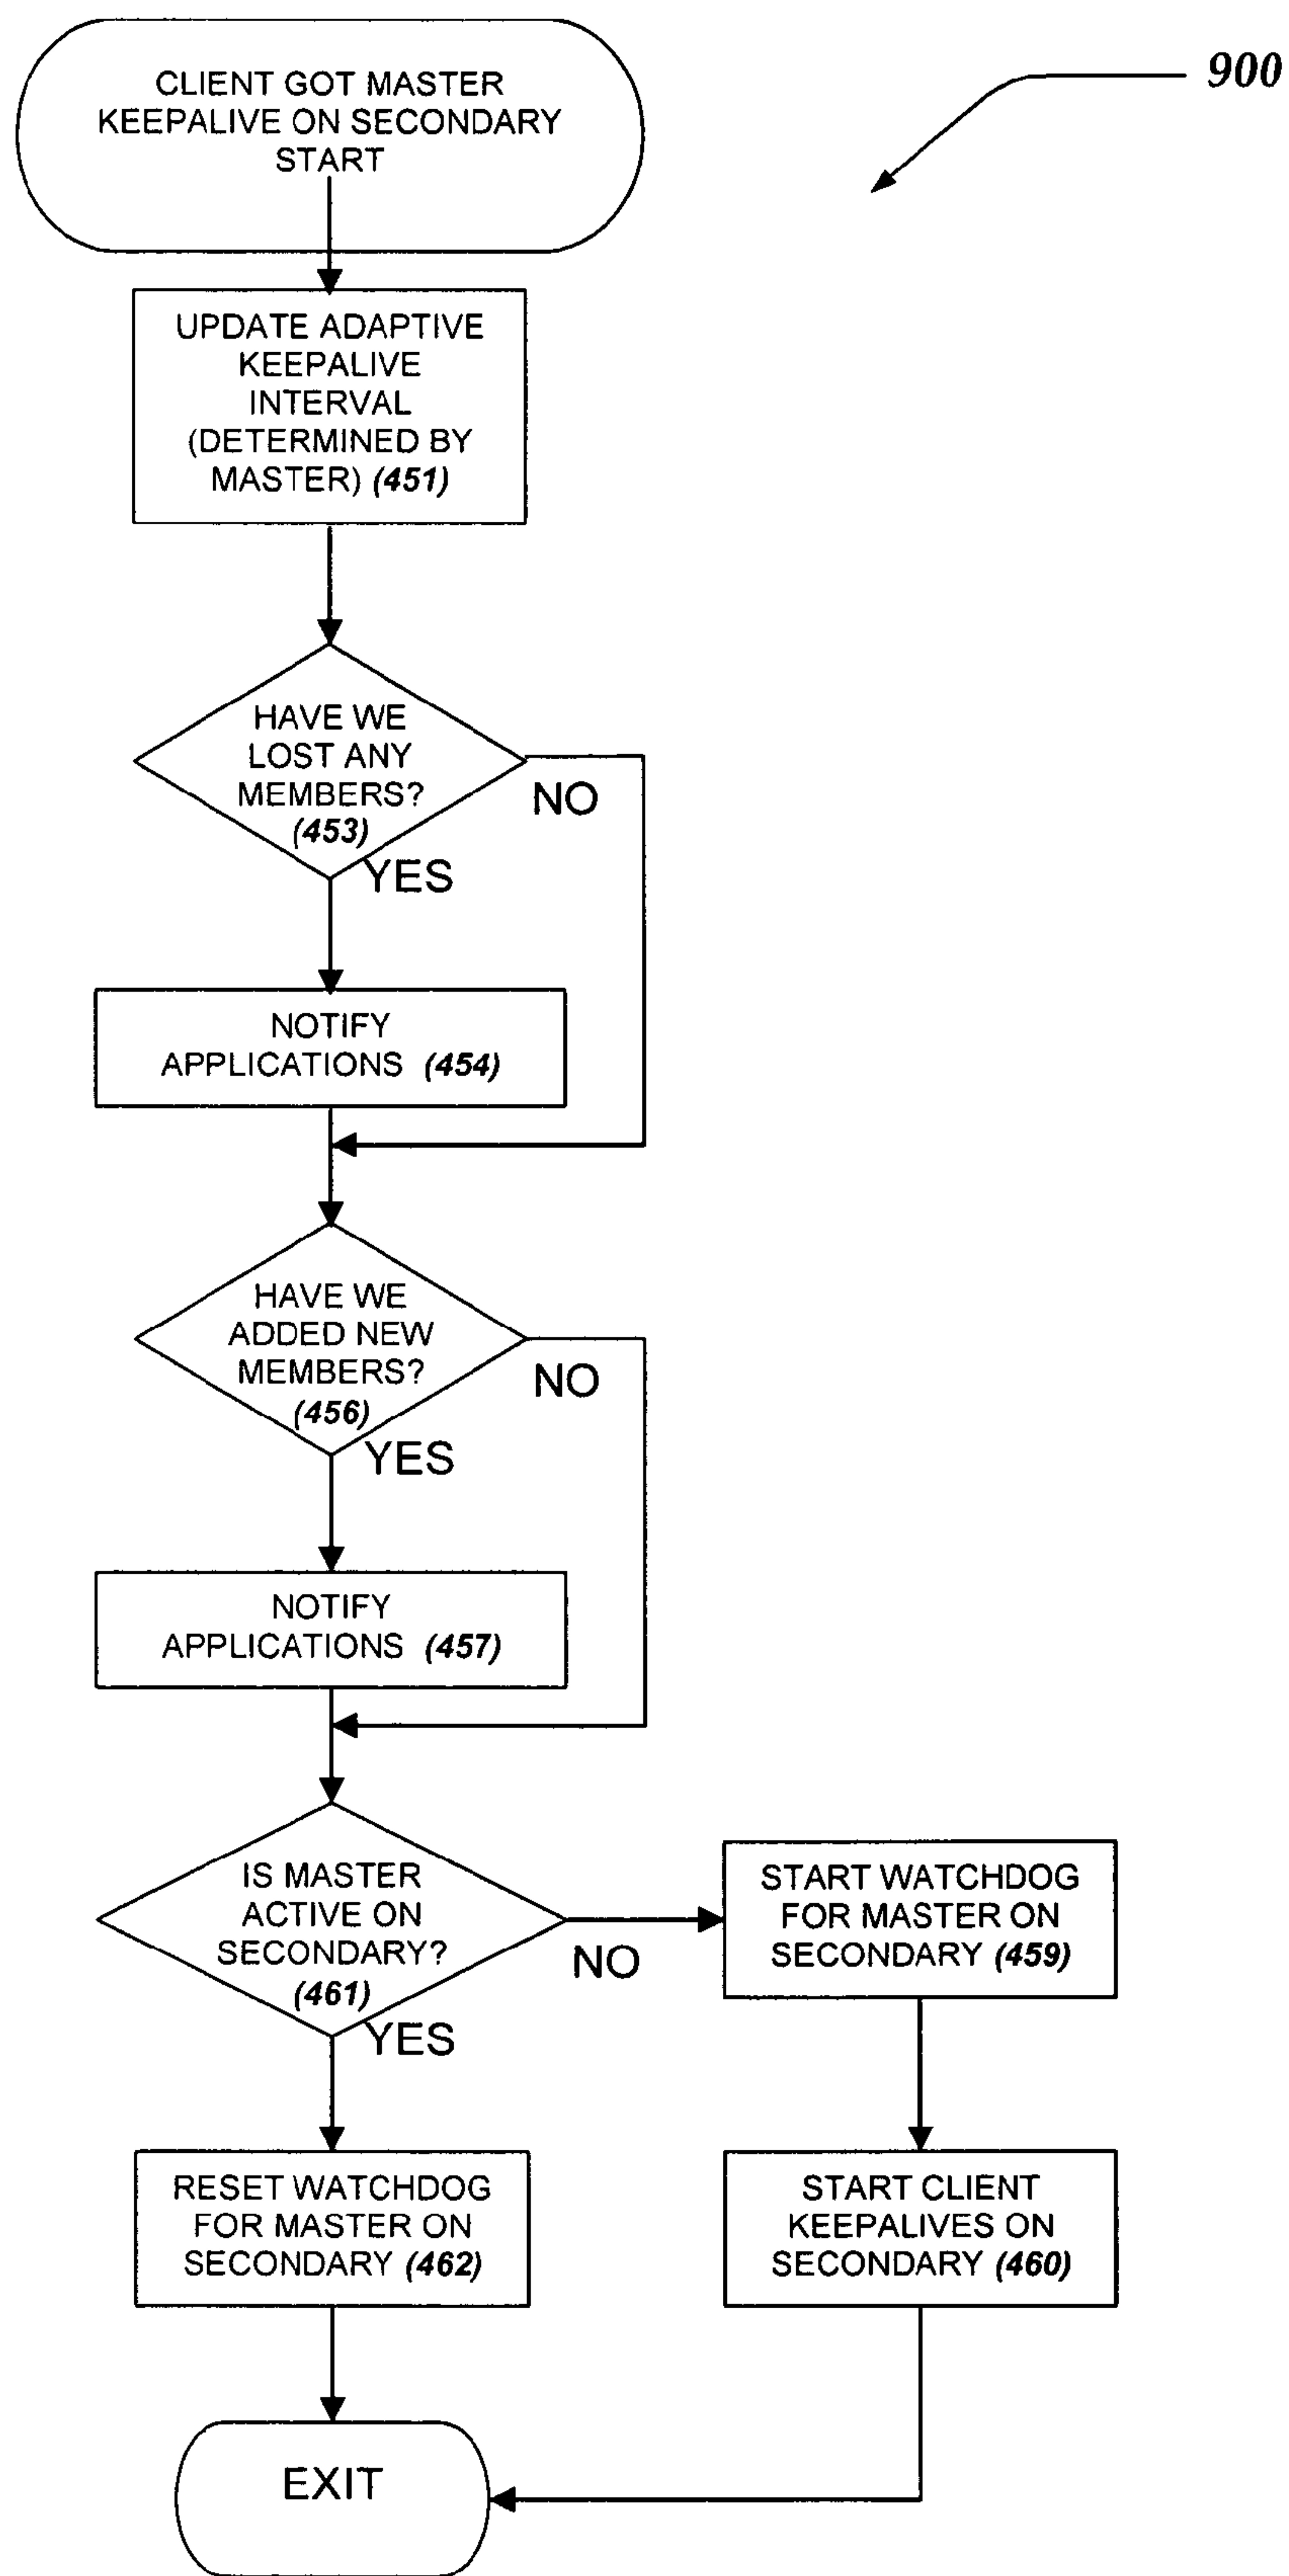 900
CLIENT GOT MASTER
KEEPALIVE ON SECONDARY
START
UPDATE ADAPTIVE
KEEPALIVE
INTERVAL
(DETERMINED BY
MASTER) (451)
HAVE WE
LOST ANY
MEMBERS?
(453)
NO
YES
NOTIFY
APPLICATIONS (454)
HAVE WE
ADDED NEW
MEMBERS?
(456)
NO
YES
NOTIFY
APPLICATIONS (457)
IS MASTER
ACTIVE ON
SECONDARY?
(461)
NO
YES
START WATCHDOG
FOR MASTER ON
SECONDARY (459)
RESET WATCHDOG
FOR MASTER ON
SECONDARY (462)
START CLIENT
KEEPALIVES ON
SECONDARY (460)
EXIT